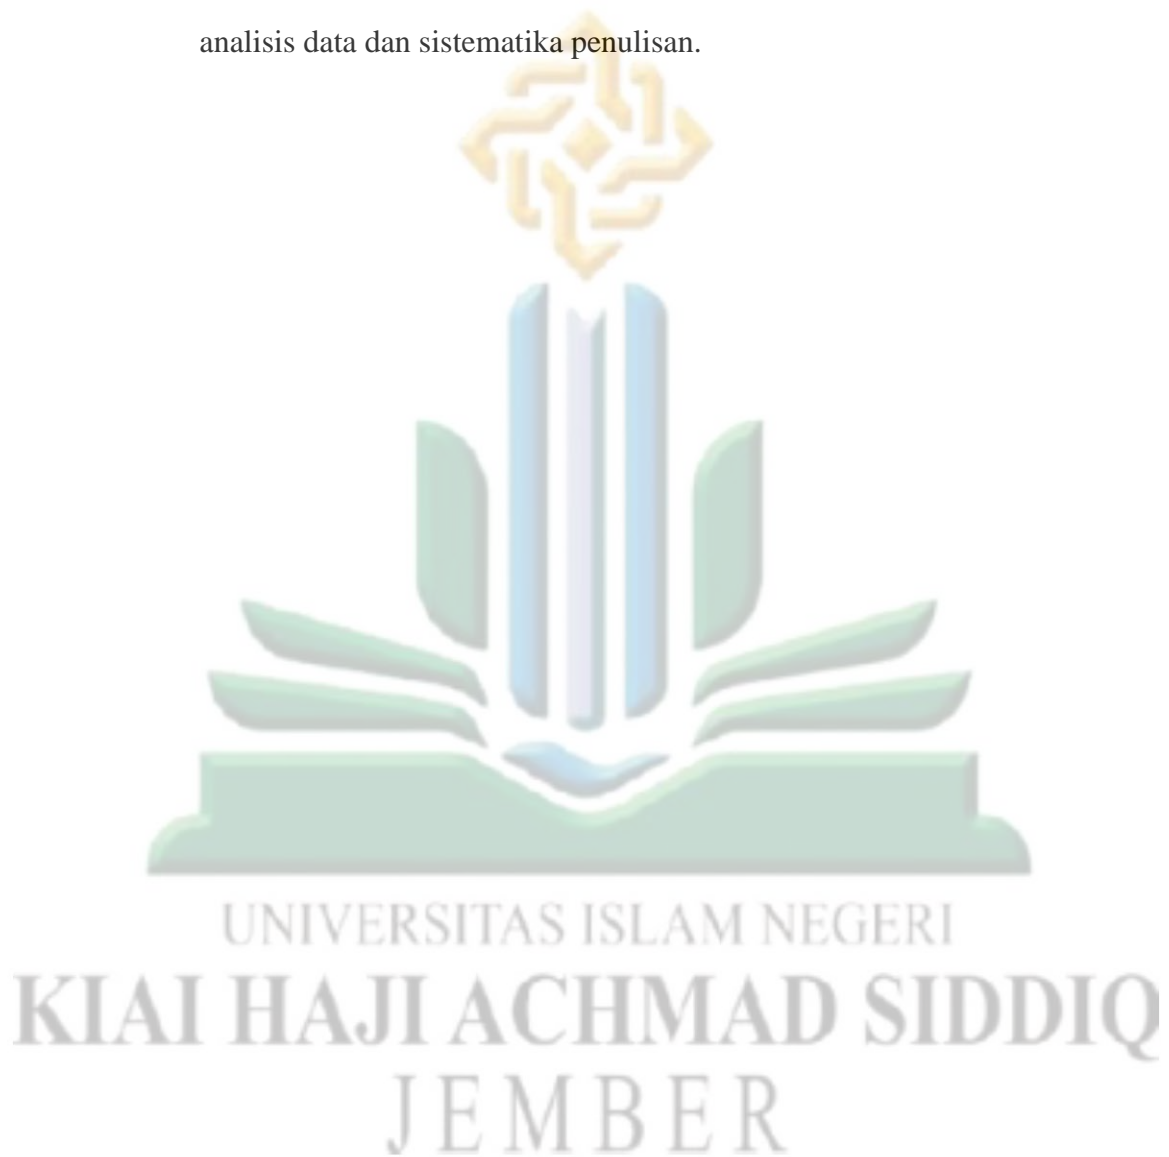 analisis data dan sistematika penulisan.
UNIVERSITAS ISLAM NEGERI
KIAI HAJI ACHMAD SIDDIQ
JEMBER